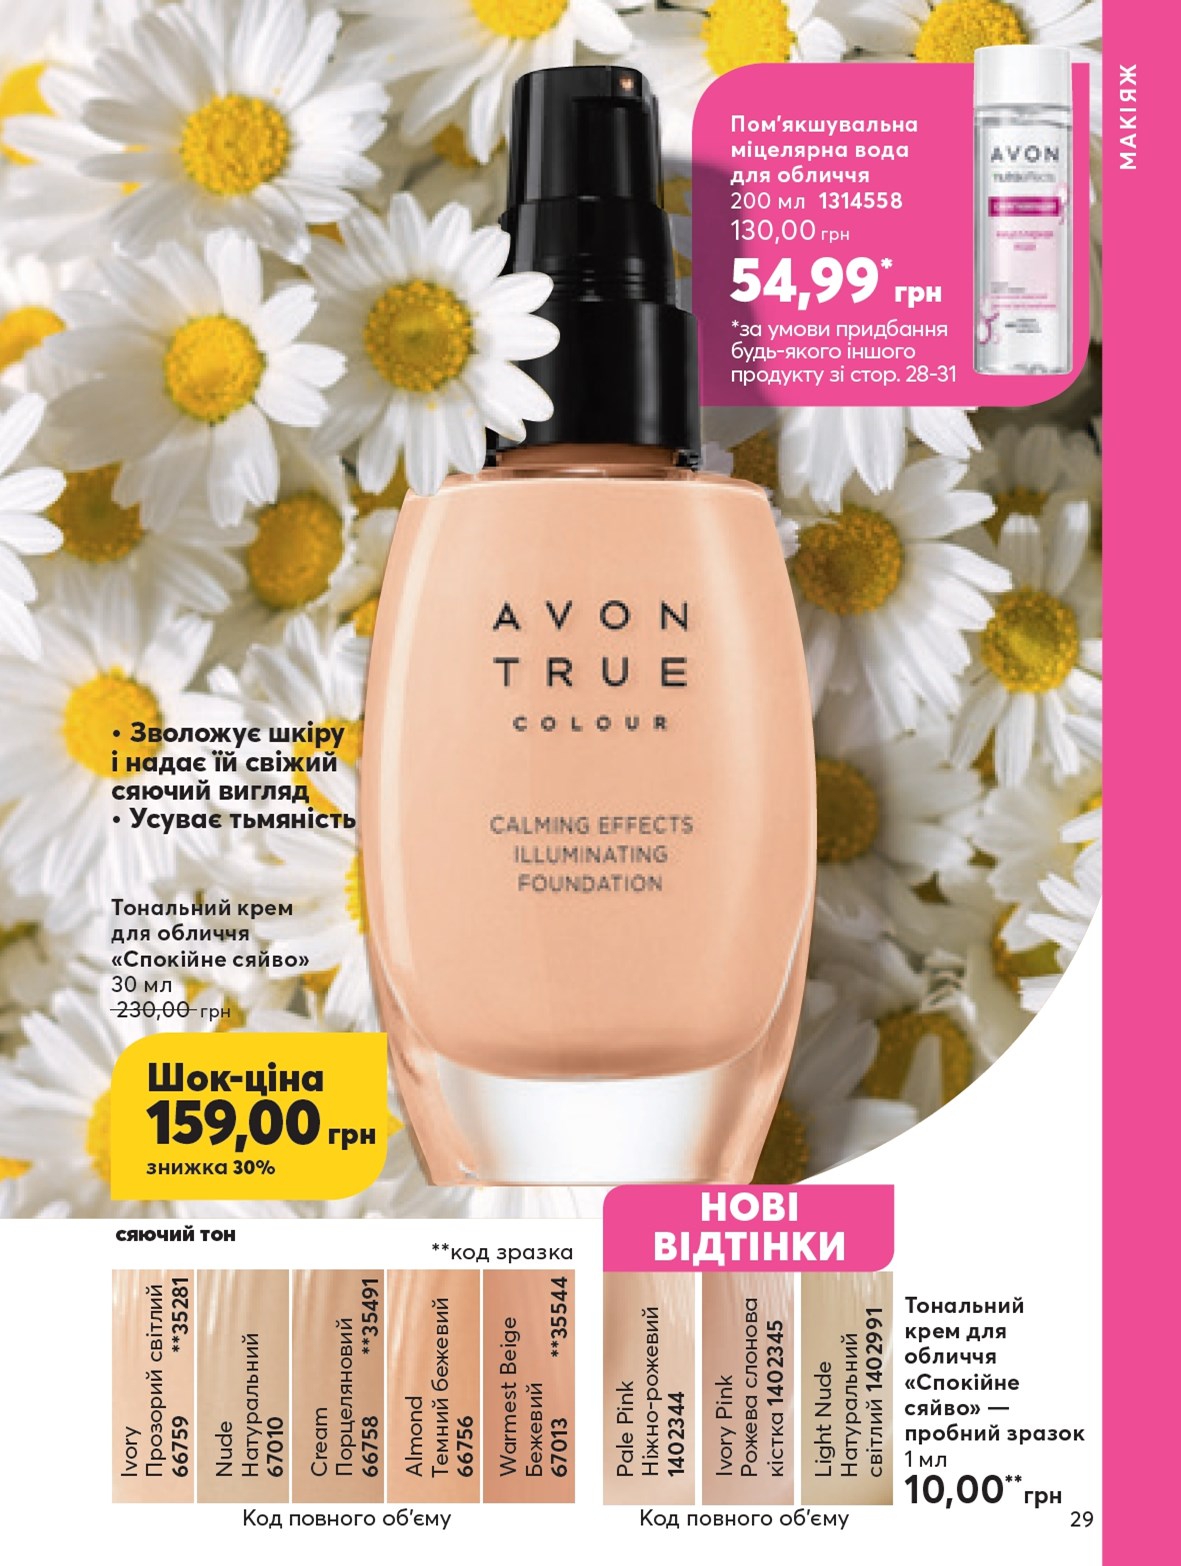 МАКІЯЖ
Пом'якшувальна
міцелярна вода
для обличчя
200 мл 1314558
130,00 грн
54,99* грн
*за умови придбання
будь-якого іншого
продукту зі стор. 28-31
AVON
nutraeffects
AVON
TRUE
COLOUR
CALMING EFFECTS
ILLUMINATING
FOUNDATION
• Зволожує шкіру
і надає їй свіжий
сяючий вигляд
• Усуває тьмяність
Тональний крем
для обличчя
«Спокійне сяйво»
30 мл
230,00 грн
Шок-ціна
159,00 грн
знижка 30%
сяючий тон
**код зразка
Ivory
Прозорий світлий
66759 **35281
Nude
Натуральний
67010
Cream
Порцеляновий
66758 **35491
Almond
Темний бежевий
66756
Warmest Beige
Бежевий
67013 **35544
Код повного об'єму
НОВІ
ВІДТІНКИ
Pale Pink
Ніжно-рожевий
1402344
Ivory Pink
Рожева слонова
кістка 1402345
Light Nude
Натуральний
світлий 1402991
Код повного об'єму
Тональний
крем для
обличчя
«Спокійне
сяйво» —
пробний зразок
1 мл
10,00** грн
29